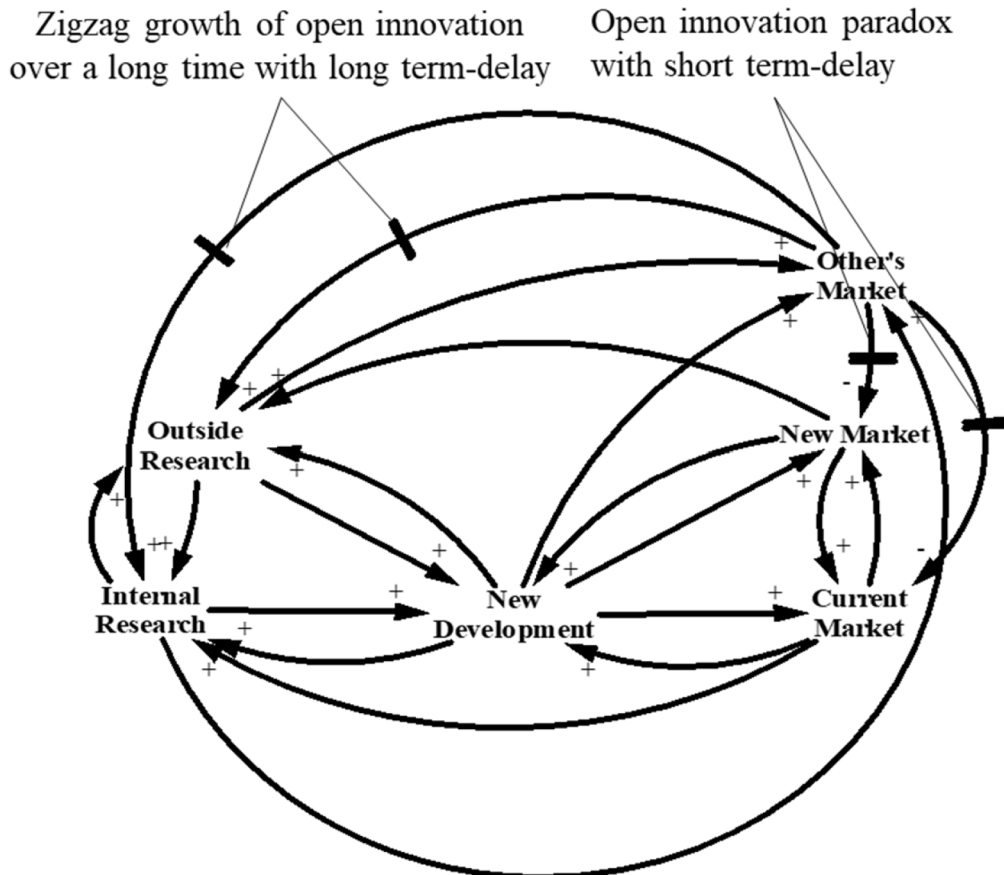 Zigzag growth of open innovation
over a long time with long term-delay
Open innovation paradox
with short term-delay
+
Other's
Market
+
+
-
+
+
Outside
Research
New Market
+
+
+
+
+
+
++
+
-
+
Internal
Research
+
New
Development
+
Current
Market
+
+
+